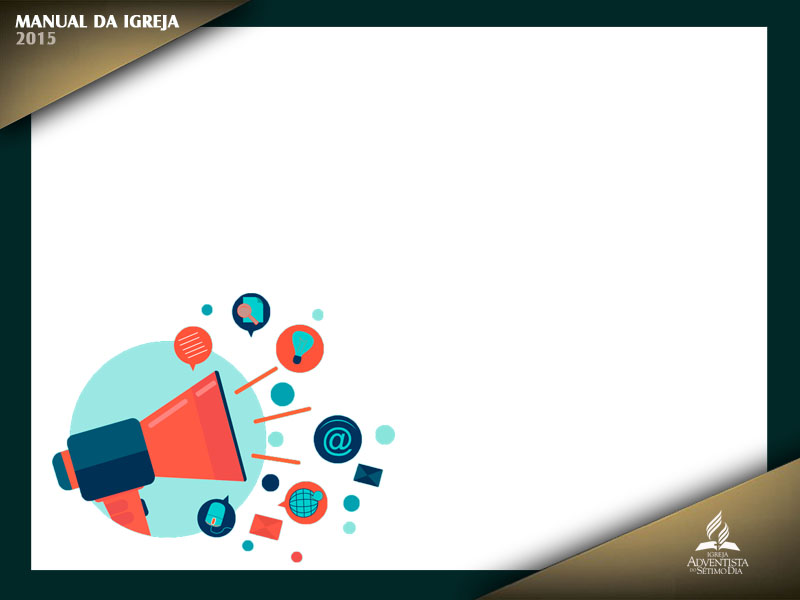 MANUAL DA IGREJA
2015
@
IGREJA
ADVENTISTA
DO SÉTIMO DIA